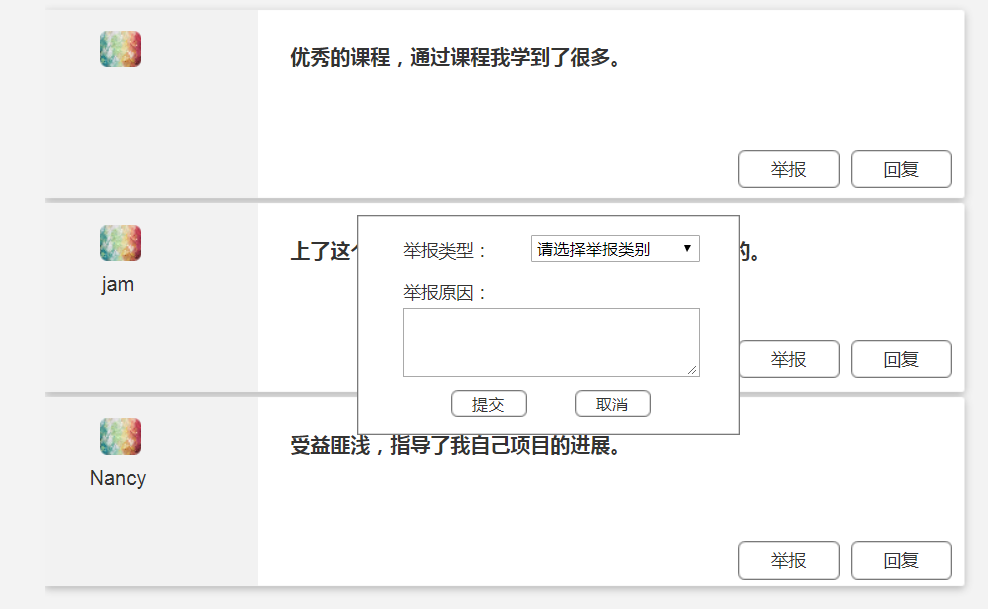 优秀的课程，通过课程我学到了很多。
举报 回复
jam
上了这 的。
举报类型： 请选择举报类别
举报原因：
举报 回复
提交 取消
受益匪浅，指导了我自己项目的进展。
Nancy
举报 回复